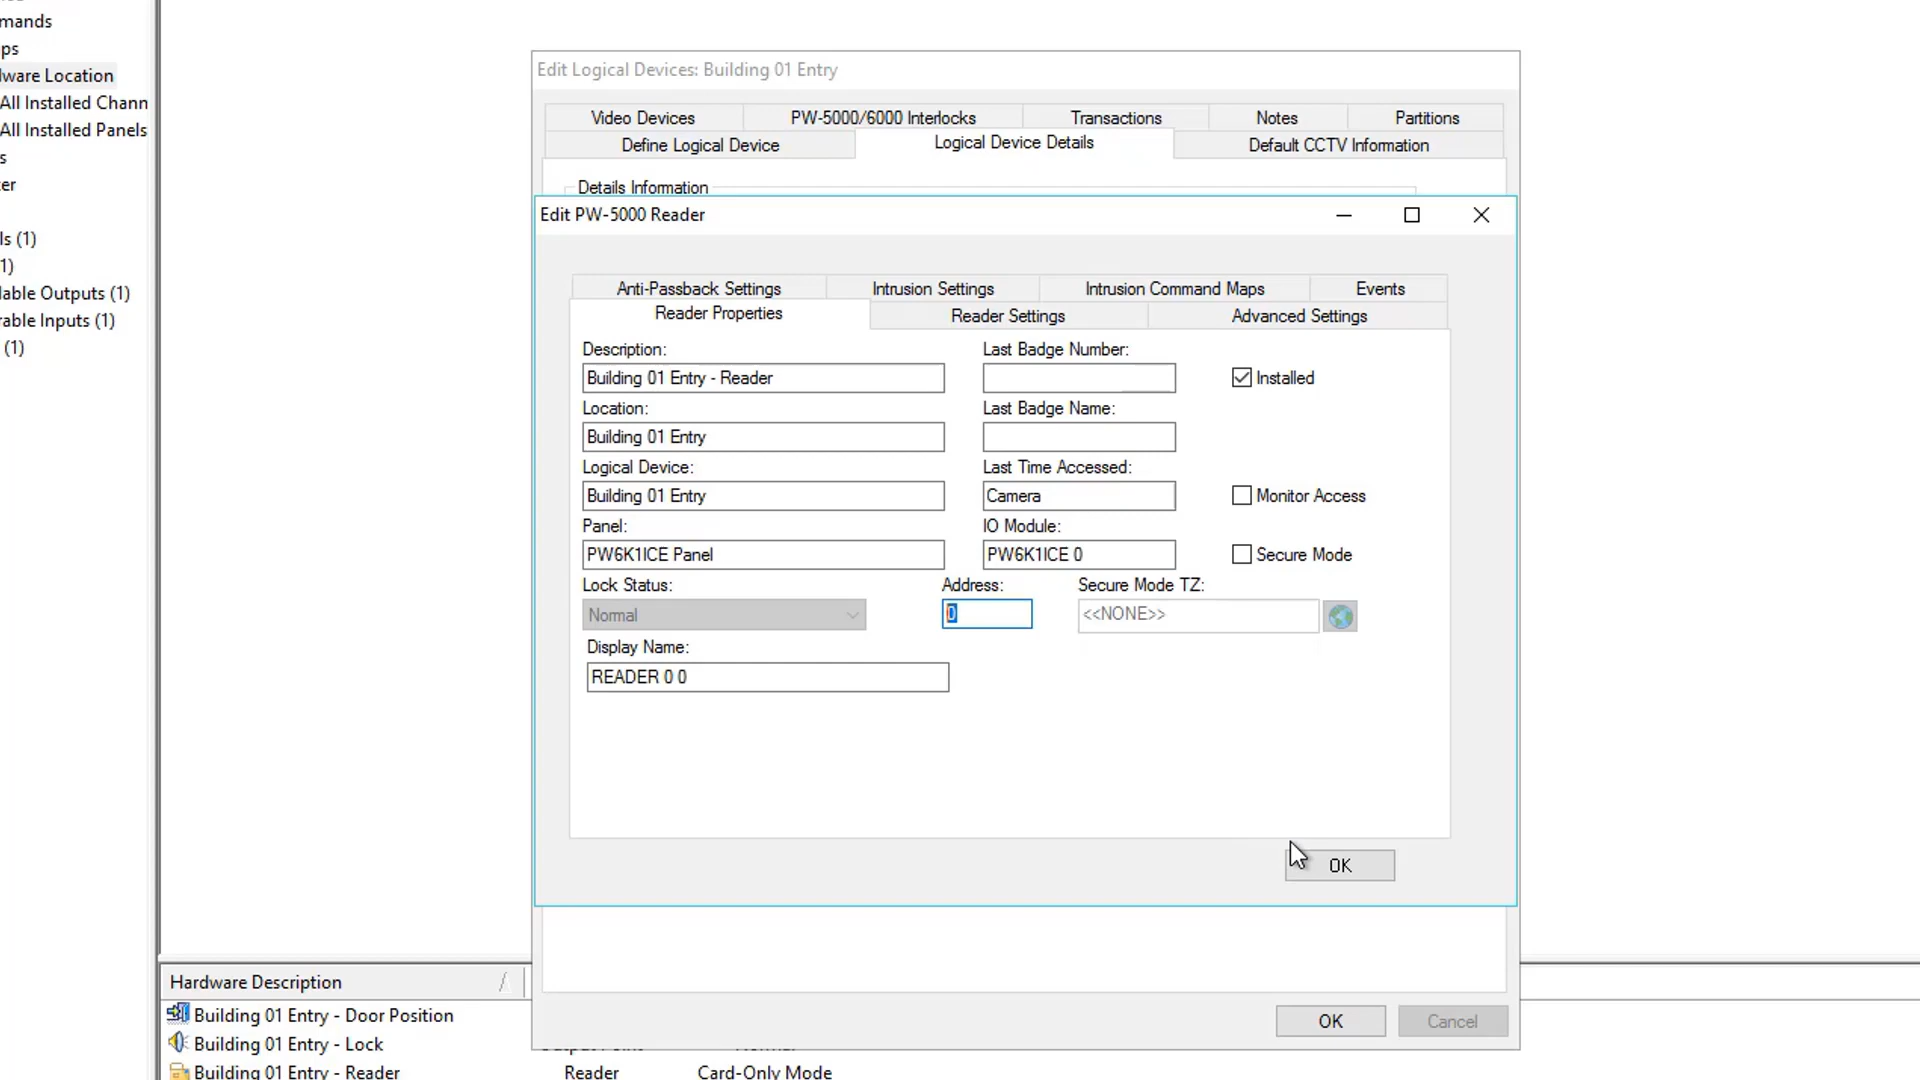 mands
ps
ware Location
All Installed Chann
All Installed Panels
s
er
ls (1)
1)
lable Outputs (1)
rable Inputs (1)
(1)
Edit Logical Devices: Building 01 Entry
Video Devices PW-5000/6000 Interlocks Transactions Notes Partitions
Define Logical Device Logical Device Details Default CCTV Information
Details Information
Edit PW-5000 Reader
Anti-Passback Settings Intrusion Settings Intrusion Command Maps Events
Reader Properties Reader Settings Advanced Settings
Description: Last Badge Number:
Building 01 Entry - Reader Installed
Location: Last Badge Name:
Building 01 Entry
Logical Device: Last Time Accessed:
Building 01 Entry Camera Monitor Access
Panel: IO Module:
PW6K1ICE Panel PW6K1ICE 0 Secure Mode
Lock Status: Address: Secure Mode TZ:
Normal 0 <<NONE>>
Display Name:
READER 0 0
OK
OK Cancel
Hardware Description
Building 01 Entry - Door Position
Building 01 Entry - Lock
Building 01 Entry - Reader Reader Card-Only Mode